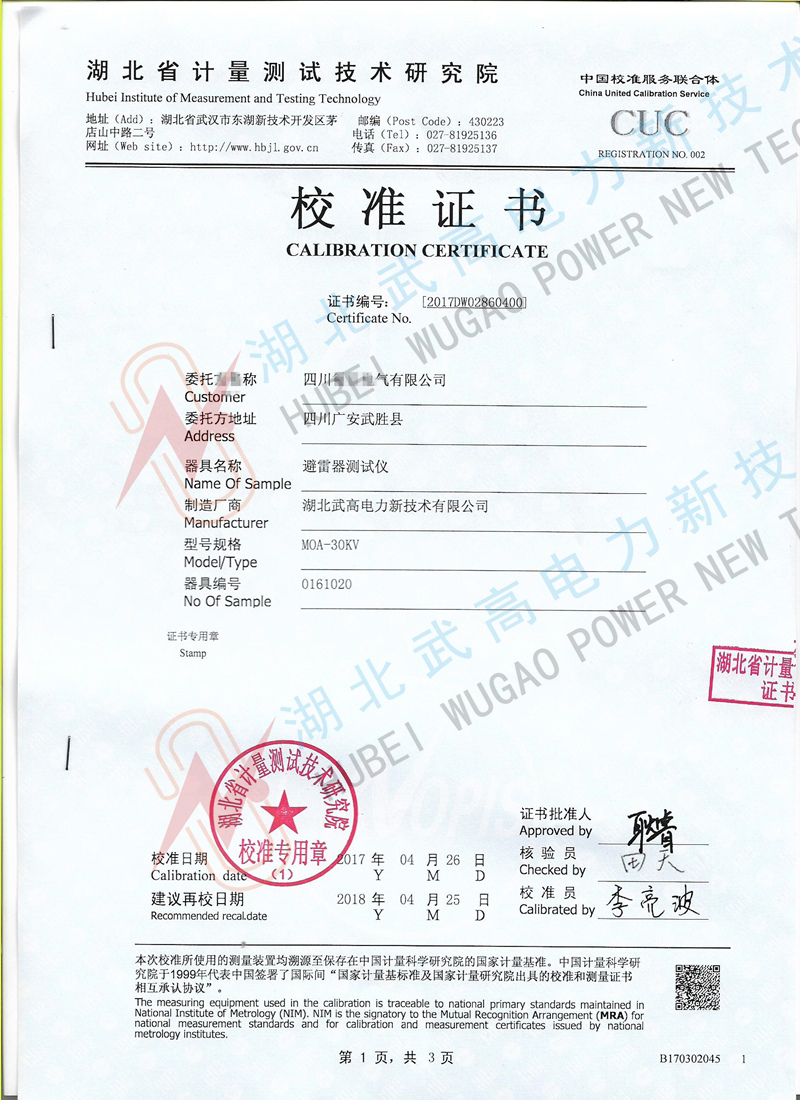 湖北省计量测试技术研究院
Hubei Institute of Measurement and Testing Technology
地址（Add）：湖北省武汉市东湖新技术开发区茅店山中路二号
邮编（Post Code）：430223
电话（Tel）：027-81925136
网址（Web site）：http://www.hbjl.gov.cn
传真（Fax）：027-81925137
中国校准服务联合体
China United Calibration Service
CUC
REGISTRATION NO. 002
校准证书
CALIBRATION CERTIFICATE
证书编号： [2017DW02860400]
Certificate No.
委托 称 四川 气有限公司
Customer
委托方地址 四川广安武胜县
Address
器具名称 避雷器测试仪
Name Of Sample
制造厂商 湖北武高电力新技术有限公司
Manufacturer
型号规格 MOA-30KV
Model/Type
器具编号 0161020
No Of Sample
证书专用章
Stamp
湖北省计量
证书
湖北省计量测试技术研究院
校准专用章
(1)
证书批准人
Approved by
核验员 田天
Checked by
校准员 李亮波
Calibrated by
校准日期 2017 年 04 月 26 日
Calibration date Y M D
建议再校日期 2018 年 04 月 25 日
Recommended recal.date Y M D
本次校准所使用的测量装置均溯源至保存在中国计量科学研究院的国家计量基准。中国计量科学研
究院于1999年代表中国签署了国际间“国家计量基标准及国家计量研究院出具的校准和测量证书
相互承认协议”。
The measuring equipment used in the calibration is traceable to national primary standards maintained in
National Institute of Metrology (NIM). NIM is the signatory to the Mutual Recognition Arrangement (MRA) for
national measurement standards and for calibration and measurement certificates issued by national
metrology institutes.
第 1 页，共 3 页
B170302045 1
湖北武高电力新技术
HUBEI WUGAO POWER NEW TEC
湖北武高电力新技
HUBEI WUGAO POWER NEW T